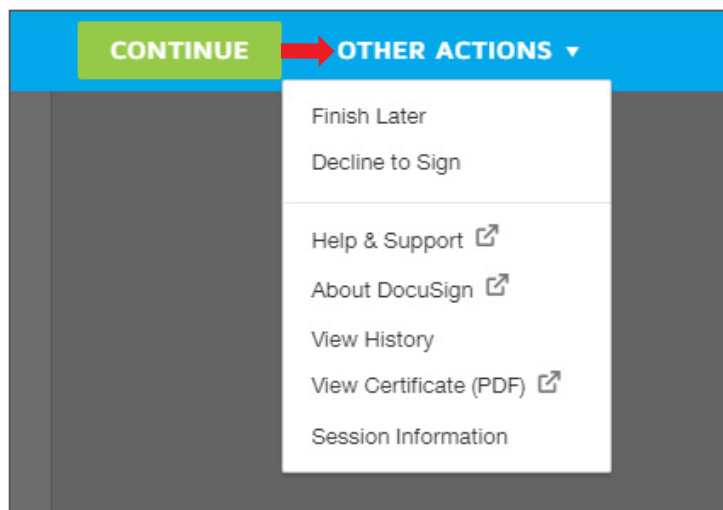 CONTINUE OTHER ACTIONS
Finish Later
Decline to Sign
Help & Support
About DocuSign
View History
View Certificate (PDF)
Session Information